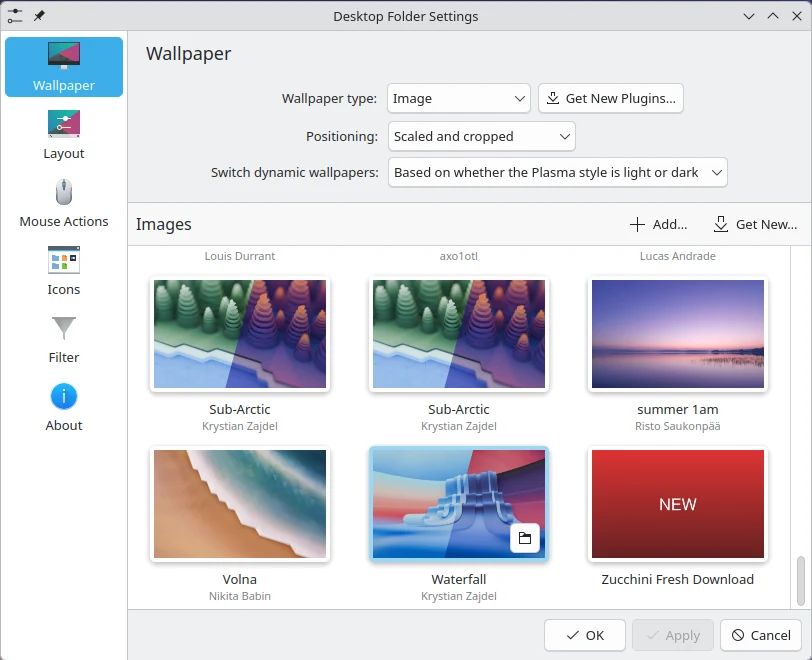 Desktop Folder Settings
Wallpaper
Layout
Mouse Actions
Icons
Filter
About
Wallpaper
Wallpaper type: Image Get New Plugins...
Positioning: Scaled and cropped
Switch dynamic wallpapers: Based on whether the Plasma style is light or dark
Images Add... Get New...
Louis Durrant axo1otl Lucas Andrade
Sub-Arctic Sub-Arctic summer 1am
Krystian Zajdel Krystian Zajdel Risto Saukonpää
NEW
Volna Waterfall Zucchini Fresh Download
Nikita Babin Krystian Zajdel
OK Apply Cancel